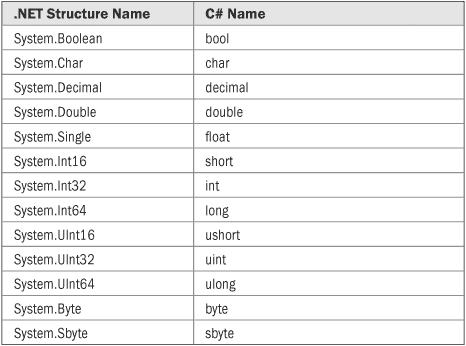 .NET Structure Name C# Name
System.Boolean bool
System.Char char
System.Decimal decimal
System.Double double
System.Single float
System.Int16 short
System.Int32 int
System.Int64 long
System.UInt16 ushort
System.UInt32 uint
System.UInt64 ulong
System.Byte byte
System.Sbyte sbyte